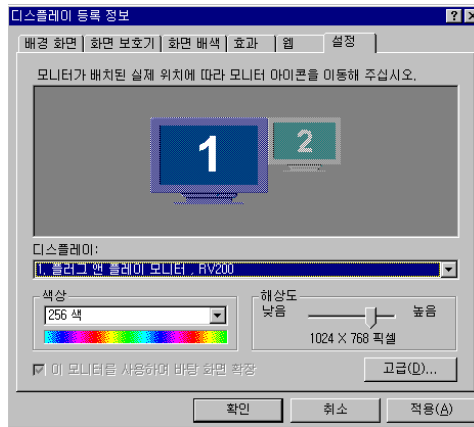 디스플레이 등록 정보
배경 화면 화면 보호기 화면 배색 효과 웹 설정
모니터가 배치된 실제 위치에 따라 모니터 아이콘을 이동해 주십시오.
1 2
디스플레이:
1, 플러그 앤 플레이 모니터 , RV200
색상 해상도
256 색 낮음 높음
1024 X 768 픽셀
이 모니터를 사용하여 바탕 화면 확장 고급(D)...
확인 취소 적용(A)